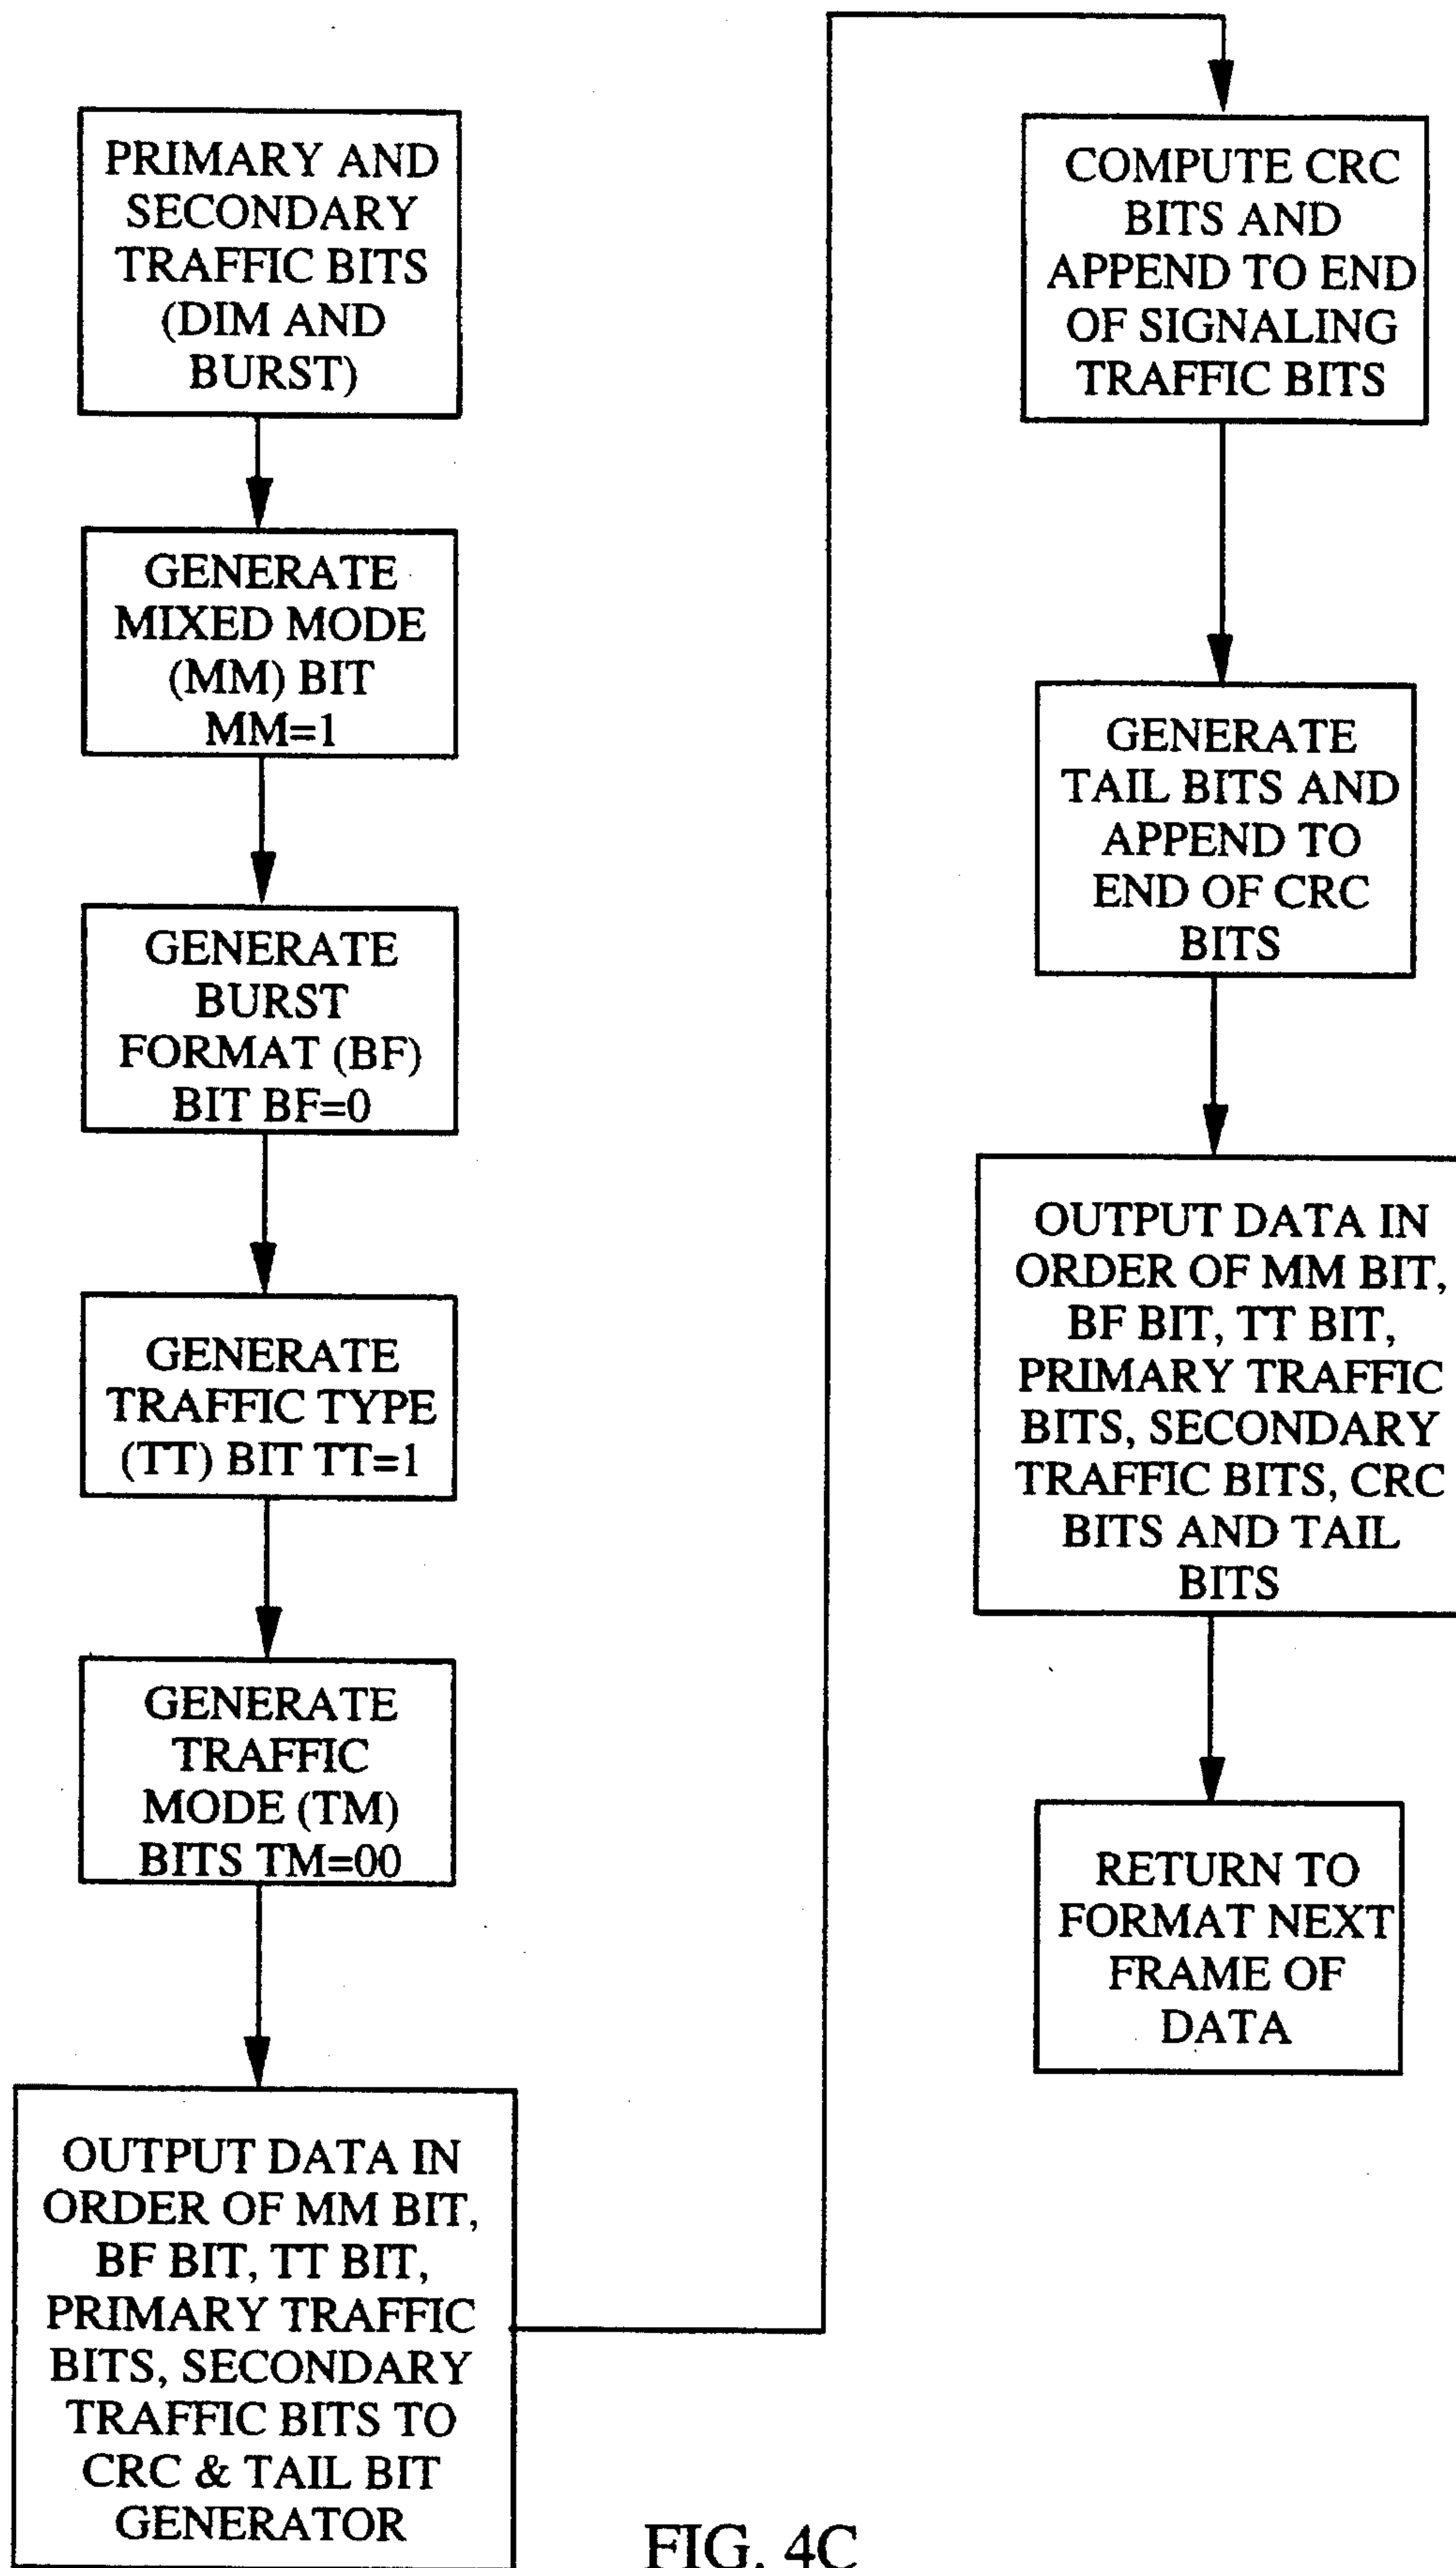 PRIMARY AND
SECONDARY
TRAFFIC BITS
(DIM AND
BURST)
GENERATE
MIXED MODE
(MM) BIT
MM=1
GENERATE
BURST
FORMAT (BF)
BIT BF=0
GENERATE
TRAFFIC TYPE
(TT) BIT TT=1
GENERATE
TRAFFIC
MODE (TM)
BITS TM=00
OUTPUT DATA IN
ORDER OF MM BIT,
BF BIT, TT BIT,
PRIMARY TRAFFIC
BITS, SECONDARY
TRAFFIC BITS TO
CRC & TAIL BIT
GENERATOR
COMPUTE CRC
BITS AND
APPEND TO END
OF SIGNALING
TRAFFIC BITS
GENERATE
TAIL BITS AND
APPEND TO
END OF CRC
BITS
OUTPUT DATA IN
ORDER OF MM BIT,
BF BIT, TT BIT,
PRIMARY TRAFFIC
BITS, SECONDARY
TRAFFIC BITS, CRC
BITS AND TAIL
BITS
RETURN TO
FORMAT NEXT
FRAME OF
DATA
FIG. 4C